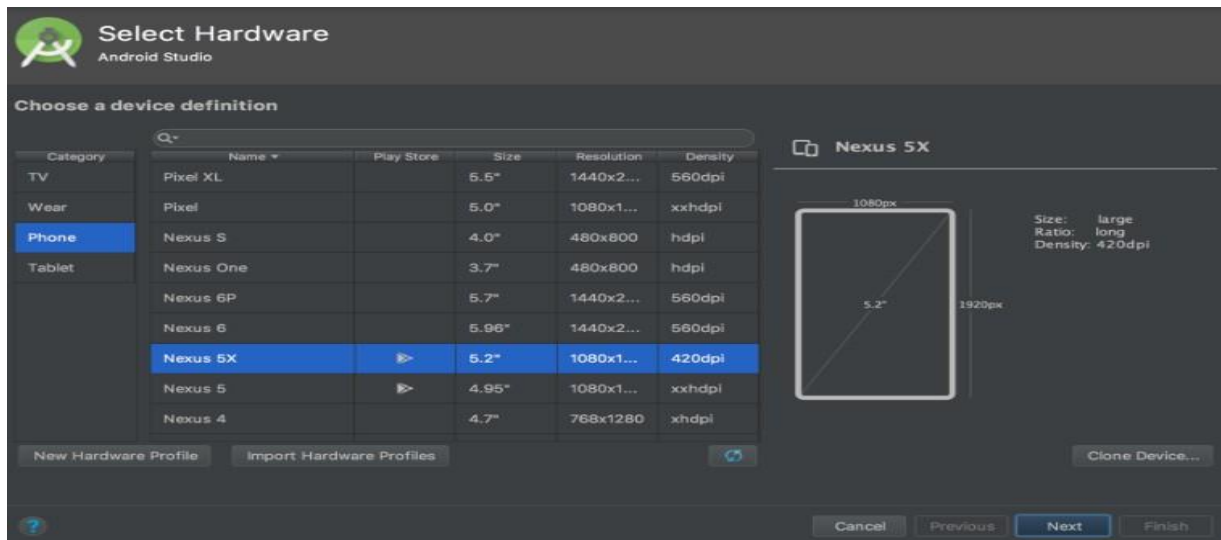 Select Hardware
Android Studio
Choose a device definition
Category Name Play Store Size Resolution Density
TV Pixel XL 5.5" 1440x2... 560dpi
Wear Pixel 5.0" 1080x1... xxhdpi
Phone Nexus S 4.0" 480x800 hdpi
Tablet Nexus One 3.7" 480x800 hdpi
Nexus 6P 5.7" 1440x2... 560dpi
Nexus 6 5.96" 1440x2... 560dpi
Nexus 5X 5.2" 1080x1... 420dpi
Nexus 5 4.95" 1080x1... xxhdpi
Nexus 4 4.7" 768x1280 xhdpi
New Hardware Profile Import Hardware Profiles
Nexus 5X
1080px
Size: large
Ratio: long
Density: 420dpi
5.2" 1920px
Clone Device...
? Cancel Previous Next Finish